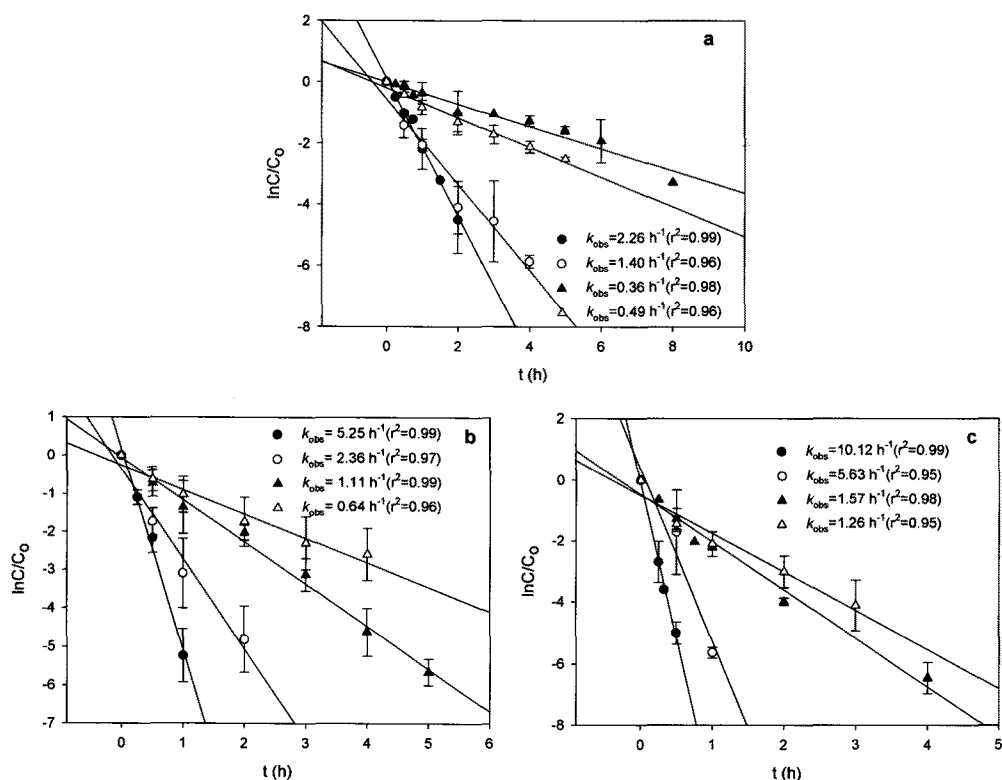 a
2
0
-2
-4
-6
-8
lnC/C₀
● k_obs=2.26 h⁻¹(r²=0.99)
○ k_obs=1.40 h⁻¹(r²=0.96)
▲ k_obs=0.36 h⁻¹(r²=0.98)
△ k_obs=0.49 h⁻¹(r²=0.96)
0 2 4 6 8 10
t (h)
b
1
0
-1
-2
-3
-4
-5
-6
-7
lnC/C₀
● k_obs= 5.25 h⁻¹(r²=0.99)
○ k_obs= 2.36 h⁻¹(r²=0.97)
▲ k_obs= 1.11 h⁻¹(r²=0.99)
△ k_obs= 0.64 h⁻¹(r²=0.96)
0 1 2 3 4 5 6
t (h)
c
2
0
-2
-4
-6
-8
lnC/C₀
● k_obs=10.12 h⁻¹(r²=0.99)
○ k_obs=5.63 h⁻¹(r²=0.95)
▲ k_obs=1.57 h⁻¹(r²=0.98)
△ k_obs=1.26 h⁻¹(r²=0.95)
0 1 2 3 4 5
t (h)